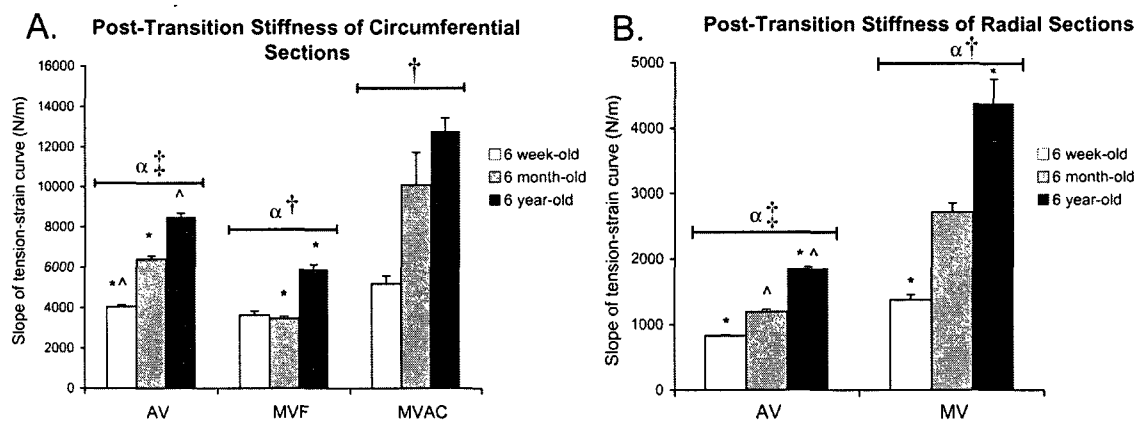 A.
Post-Transition Stiffness of Circumferential
Sections
Slope of tension-strain curve (N/m)
16000
14000
12000
10000
8000
6000
4000
2000
0
α ‡
α †
†
* ^
*
^
*
*
AV
MVF
MVAC
6 week-old
6 month-old
6 year-old
B.
Post-Transition Stiffness of Radial Sections
Slope of tension-strain curve (N/m)
5000
4000
3000
2000
1000
0
α ‡
α †
*
^
* ^
*
*
AV
MV
6 week-old
6 month-old
6 year-old